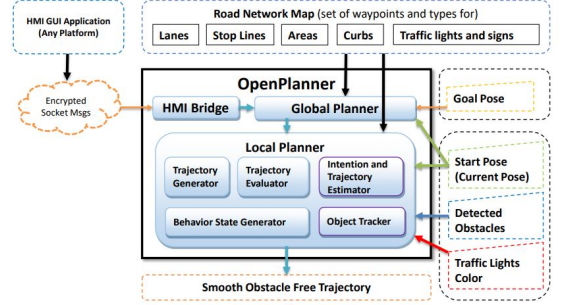 HMI GUI Application
(Any Platform)
Road Network Map (set of waypoints and types for)
Lanes
Stop Lines
Areas
Curbs
Traffic lights and signs
OpenPlanner
Encrypted
Socket Msgs
HMI Bridge
Global Planner
Goal Pose
Local Planner
Trajectory
Generator
Trajectory
Evaluator
Intention and
Trajectory
Estimator
Behavior State Generator
Object Tracker
Start Pose
(Current Pose)
Detected
Obstacles
Traffic Lights
Color
Smooth Obstacle Free Trajectory